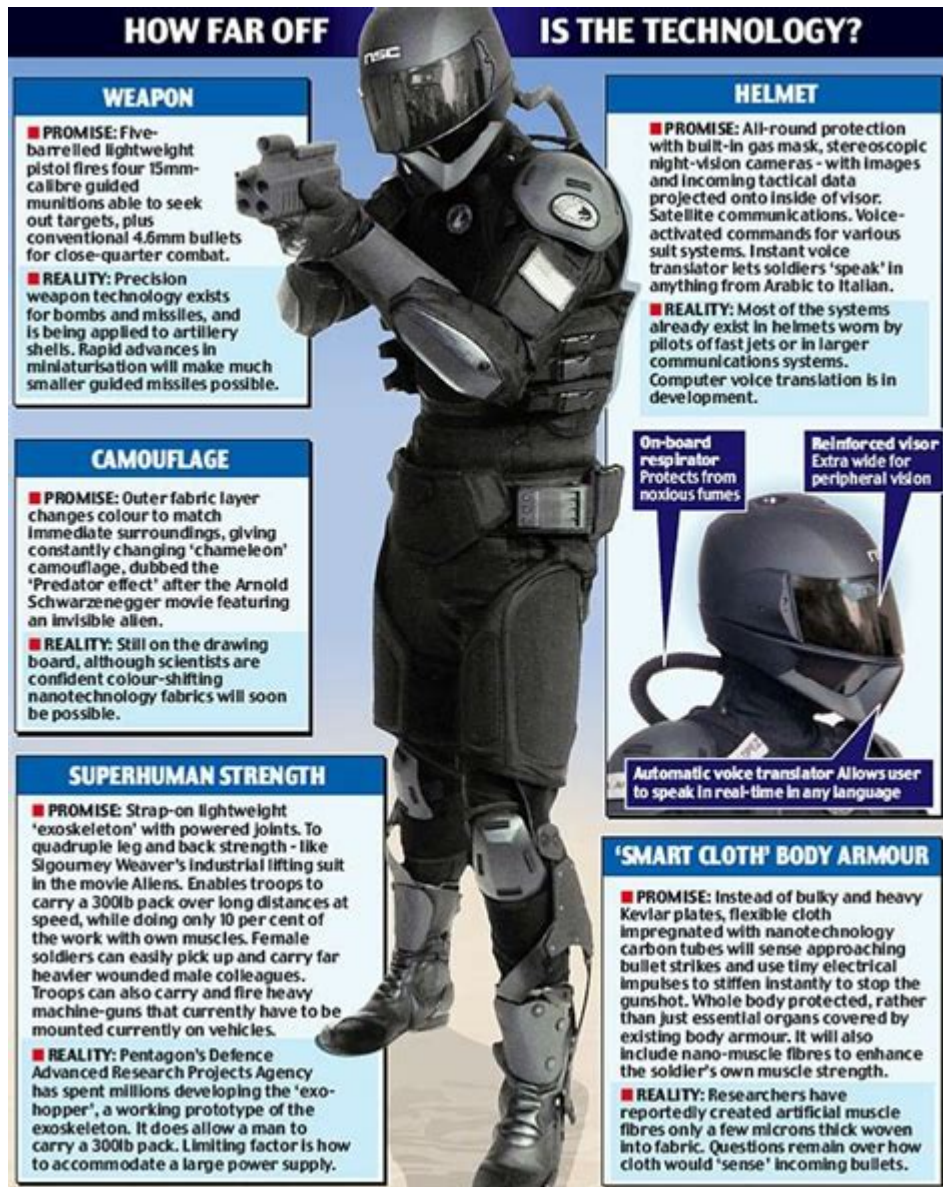 HOW FAR OFF IS THE TECHNOLOGY?
NSC
WEAPON
■ PROMISE: Five-
barrelled lightweight
pistol fires four 15mm-
calibre guided
munitions able to seek
out targets, plus
conventional 4.6mm bullets
for close-quarter combat.
■ REALITY: Precision
weapon technology exists
for bombs and missiles, and
is being applied to artillery
shells. Rapid advances in
miniaturisation will make much
smaller guided missiles possible.
CAMOUFLAGE
■ PROMISE: Outer fabric layer
changes colour to match
immediate surroundings, giving
constantly changing 'chameleon'
camouflage, dubbed the
'Predator effect' after the Arnold
Schwarzenegger movie featuring
an invisible alien.
■ REALITY: Still on the drawing
board, although scientists are
confident colour-shifting
nanotechnology fabrics will soon
be possible.
SUPERHUMAN STRENGTH
■ PROMISE: Strap-on lightweight
'exoskeleton' with powered joints. To
quadruple leg and back strength - like
Sigourney Weaver's industrial lifting suit
in the movie Aliens. Enables troops to
carry a 300lb pack over long distances at
speed, while doing only 10 per cent of
the work with own muscles. Female
soldiers can easily pick up and carry far
heavier wounded male colleagues.
Troops can also carry and fire heavy
machine-guns that currently have to be
mounted currently on vehicles.
■ REALITY: Pentagon's Defence
Advanced Research Projects Agency
has spent millions developing the 'exo-
hopper', a working prototype of the
exoskeleton. It does allow a man to
carry a 300lb pack. Limiting factor is how
to accommodate a large power supply.
HELMET
■ PROMISE: All-round protection
with built-in gas mask, stereoscopic
night-vision cameras - with images
and incoming tactical data
projected onto inside of visor.
Satellite communications. Voice-
activated commands for various
suit systems. Instant voice
translator lets soldiers 'speak' in
anything from Arabic to Italian.
■ REALITY: Most of the systems
already exist in helmets worn by
pilots of fast jets or in larger
communications systems.
Computer voice translation is in
development.
On-board
respirator
Protects from
noxious fumes
Reinforced visor
Extra wide for
peripheral vision
Automatic voice translator Allows user
to speak in real-time in any language
'SMART CLOTH' BODY ARMOUR
■ PROMISE: Instead of bulky and heavy
Kevlar plates, flexible cloth
impregnated with nanotechnology
carbon tubes will sense approaching
bullet strikes and use tiny electrical
impulses to stiffen instantly to stop the
gunshot. Whole body protected, rather
than just essential organs covered by
existing body armour. It will also
include nano-muscle fibres to enhance
the soldier's own muscle strength.
■ REALITY: Researchers have
reportedly created artificial muscle
fibres only a few microns thick woven
into fabric. Questions remain over how
cloth would 'sense' incoming bullets.